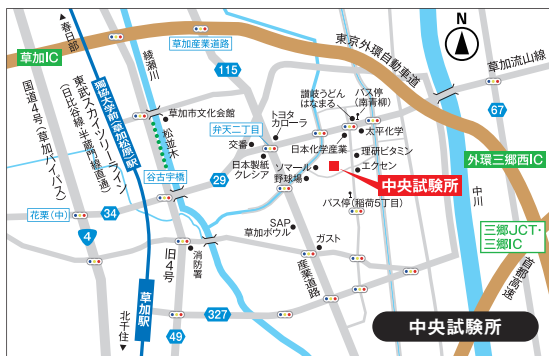 ▲春日部
綾瀬川
草加産業道路
東京外環自動車道
N
草加IC
115
草加流山線
67
国道4号(草加バイパス)
東武スカイツリーライン
(日比谷線・半蔵門線直通)
獨協大学前〈草加松原〉駅
草加市文化会館
松並木
弁天二丁目
トヨタ
カローラ
讃岐うどん
はなまる
バス停
(南青柳)
太平化学
日本化学産業
交番
日本製紙
クレシア
理研ビタミン
ソマール
エクセン
野球場
外環三郷西IC
谷古宇橋
29
中央試験所
中川
バス停(稲荷5丁目)
花栗(中)
34
4
SAP
草加ボウル
ガスト
三郷JCT・
三郷IC
首都高速
消防署
旧4号
産業道路
草加駅
327
49
北千住▼
中央試験所